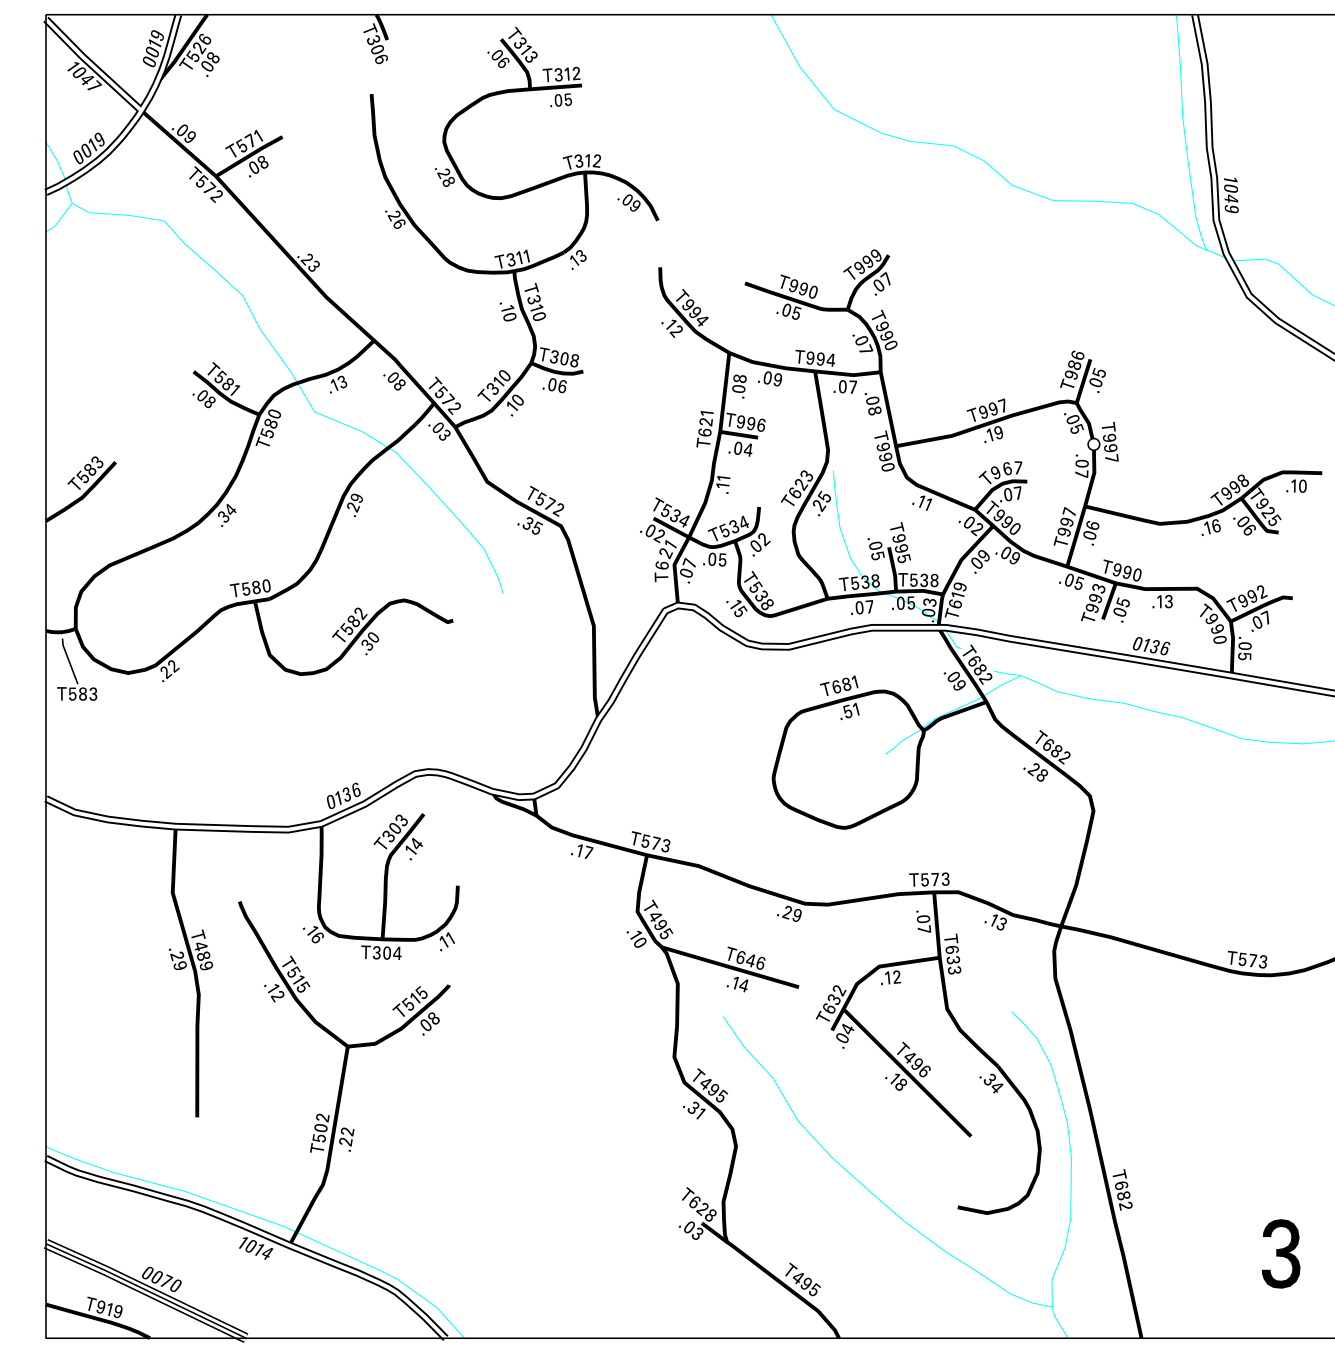 0019
T526
.08
1047
0019
.09
T571
.08
T572
.23
T306
T313
.06
T312
.05
.28
T312
.09
.26
T311
.13
T310
.10
T308
.06
T310
.10
1049
T999
.07
T990
.05
T990
.07
T994
.12
T994
.09
.07
.08
T621
.08
T996
.04
.11
T990
T997
.19
T986
.05
.05
T997
.07
T581
.08
.13
T580
.08
T572
.03
T583
.34
.29
T572
.35
T623
.25
T967
.07
.11
.02
T990
.09
T998
.10
T925
.06
.16
T997
.06
T534
.02
T534
.02
.05
T621
.07
T538
.15
T995
.05
T538
.07
T538
.05
.03
T619
.09
.05
T990
T993
.05
.13
T992
.07
T990
.05
0136
T580
.22
T582
.30
T583
T682
.09
T681
.51
T682
.28
0136
T303
.14
.16
T304
.11
.17
T573
.29
T573
.13
T573
T489
.29
T515
.12
T515
.08
T495
.10
T646
.14
.07
T633
.12
T632
.04
T496
.18
.34
T495
.31
T502
.22
T628
.03
T495
T682
1014
0070
T919
3